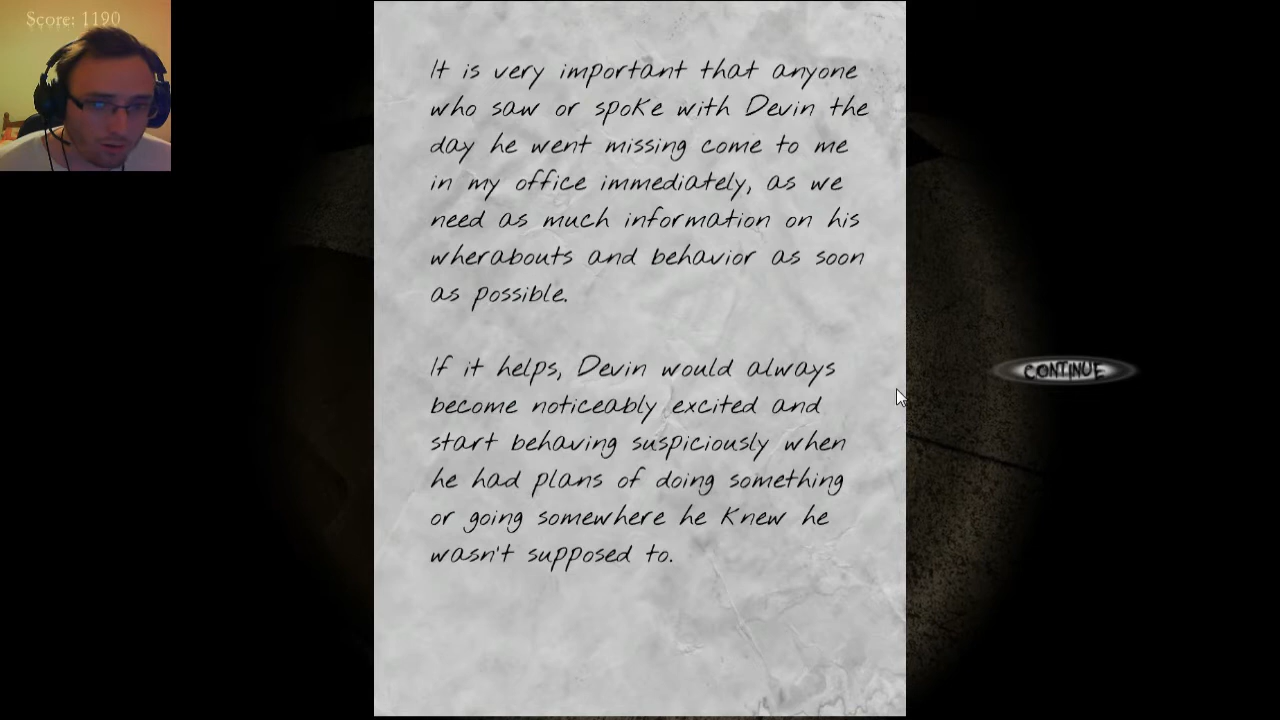 Score: 1190
It is very important that anyone
who saw or spoke with Devin the
day he went missing come to me
in my office immediately, as we
need as much information on his
wherabouts and behavior as soon
as possible.
If it helps, Devin would always
become noticeably excited and
start behaving suspiciously when
he had plans of doing something
or going somewhere he knew he
wasn't supposed to.
CONTINUE